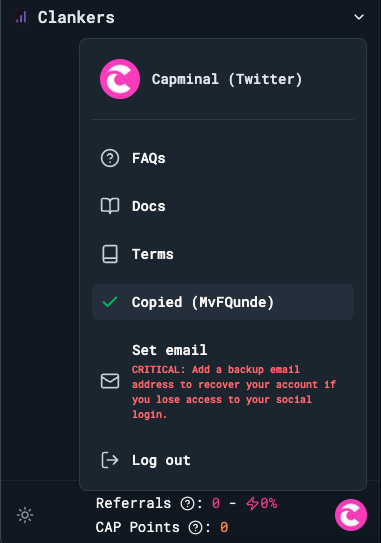 Clankers
Capminal (Twitter)
FAQs
Docs
Terms
Copied (MvFQunde)
Set email
CRITICAL: Add a backup email
address to recover your account if
you lose access to your social
login.
Log out
Referrals ?: 0 - 0%
CAP Points ?: 0